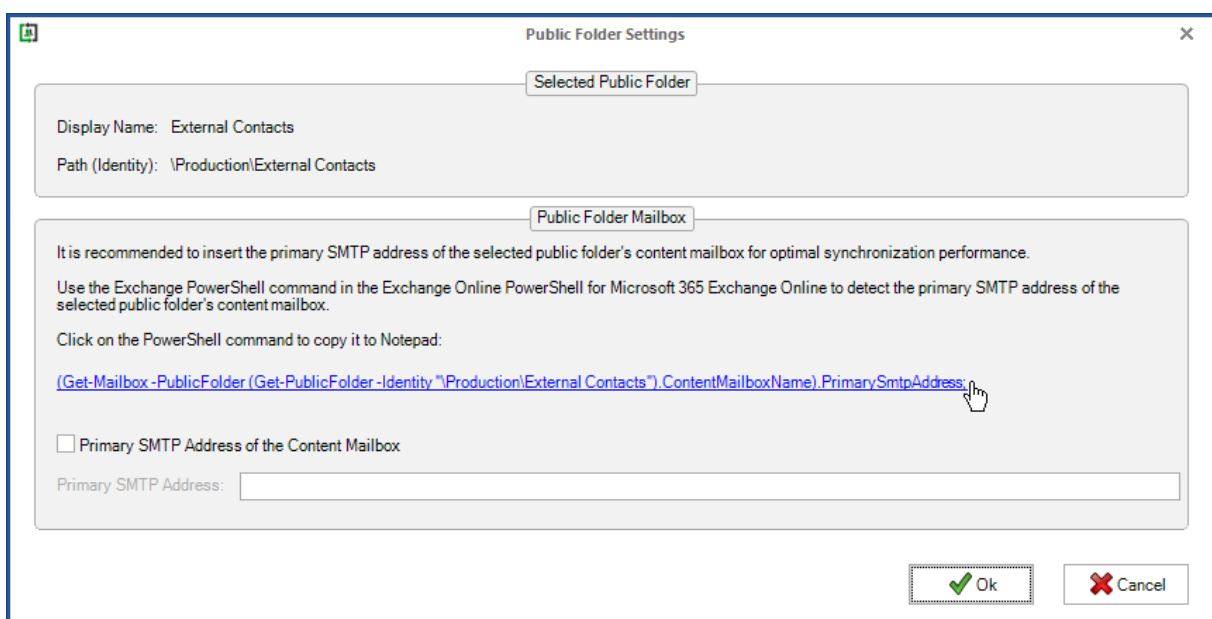 Public Folder Settings
Selected Public Folder
Display Name: External Contacts
Path (Identity): \Production\External Contacts
Public Folder Mailbox
It is recommended to insert the primary SMTP address of the selected public folder's content mailbox for optimal synchronization performance.
Use the Exchange PowerShell command in the Exchange Online PowerShell for Microsoft 365 Exchange Online to detect the primary SMTP address of the
selected public folder's content mailbox.
Click on the PowerShell command to copy it to Notepad:
(Get-Mailbox -PublicFolder (Get-PublicFolder -Identity "\Production\External Contacts").ContentMailboxName).PrimarySmtpAddress;
Primary SMTP Address of the Content Mailbox
Primary SMTP Address:
Ok Cancel